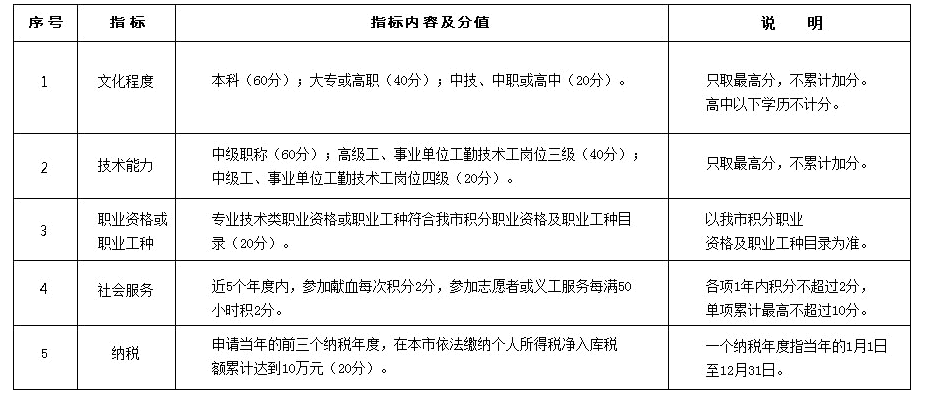 序号 指标 指标内容及分值 说 明
1 文化程度 本科（60分）；大专或高职（40分）；中技、中职或高中（20分）。 只取最高分，不累计加分。
高中以下学历不计分。
2 技术能力 中级职称（60分）；高级工、事业单位工勤技术工岗位三级（40分）；
中级工、事业单位工勤技术工岗位四级（20分）。 只取最高分，不累计加分。
3 职业资格或
职业工种 专业技术类职业资格或职业工种符合我市积分职业资格及职业工种目
录（20分）。 以我市积分职业
资格及职业工种目录为准。
4 社会服务 近5个年度内，参加献血每次积分2分，参加志愿者或义工服务每满50
小时积2分。 各项1年内积分不超过2分，
单项累计最高不超过10分。
5 纳税 申请当年的前三个纳税年度，在本市依法缴纳个人所得税净入库税
额累计达到10万元（20分）。 一个纳税年度指当年的1月1日
至12月31日。